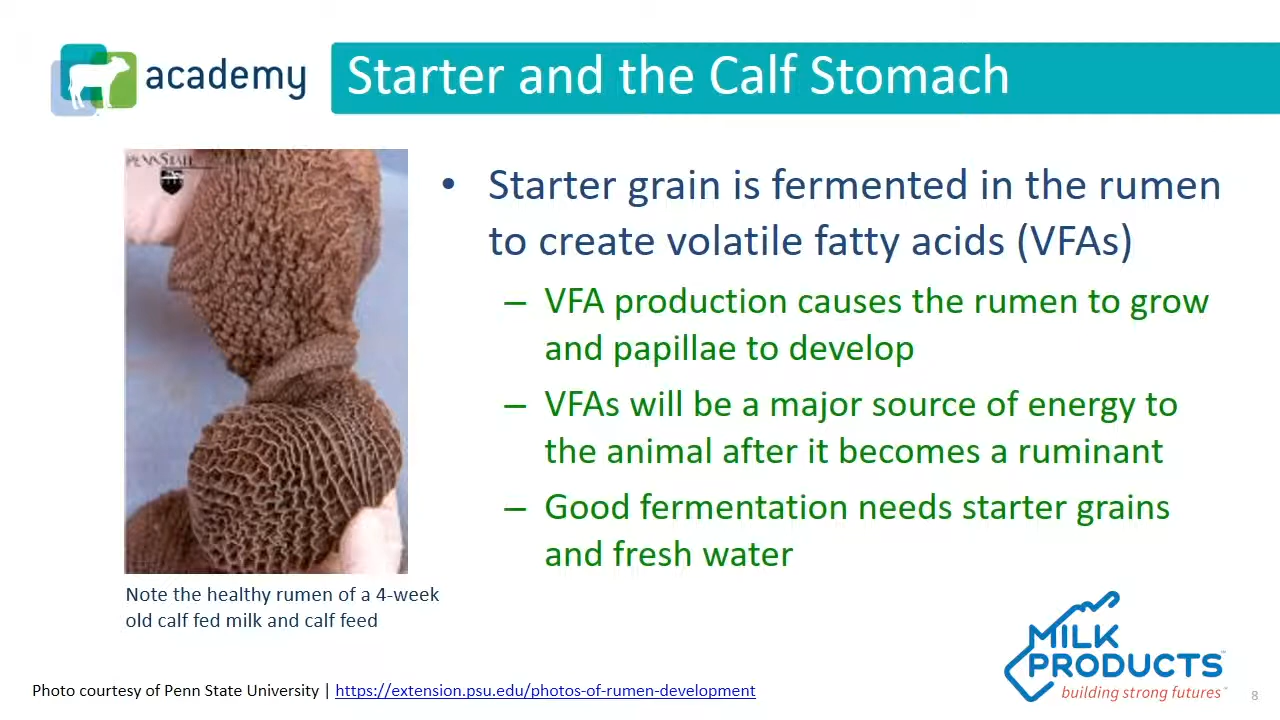 academy
Starter and the Calf Stomach
PENNSTATE
• Starter grain is fermented in the rumen
to create volatile fatty acids (VFAs)
– VFA production causes the rumen to grow
and papillae to develop
– VFAs will be a major source of energy to
the animal after it becomes a ruminant
– Good fermentation needs starter grains
and fresh water
Note the healthy rumen of a 4-week
old calf fed milk and calf feed
MILK
PRODUCTS™
building strong futures™
Photo courtesy of Penn State University | https://extension.psu.edu/photos-of-rumen-development
8